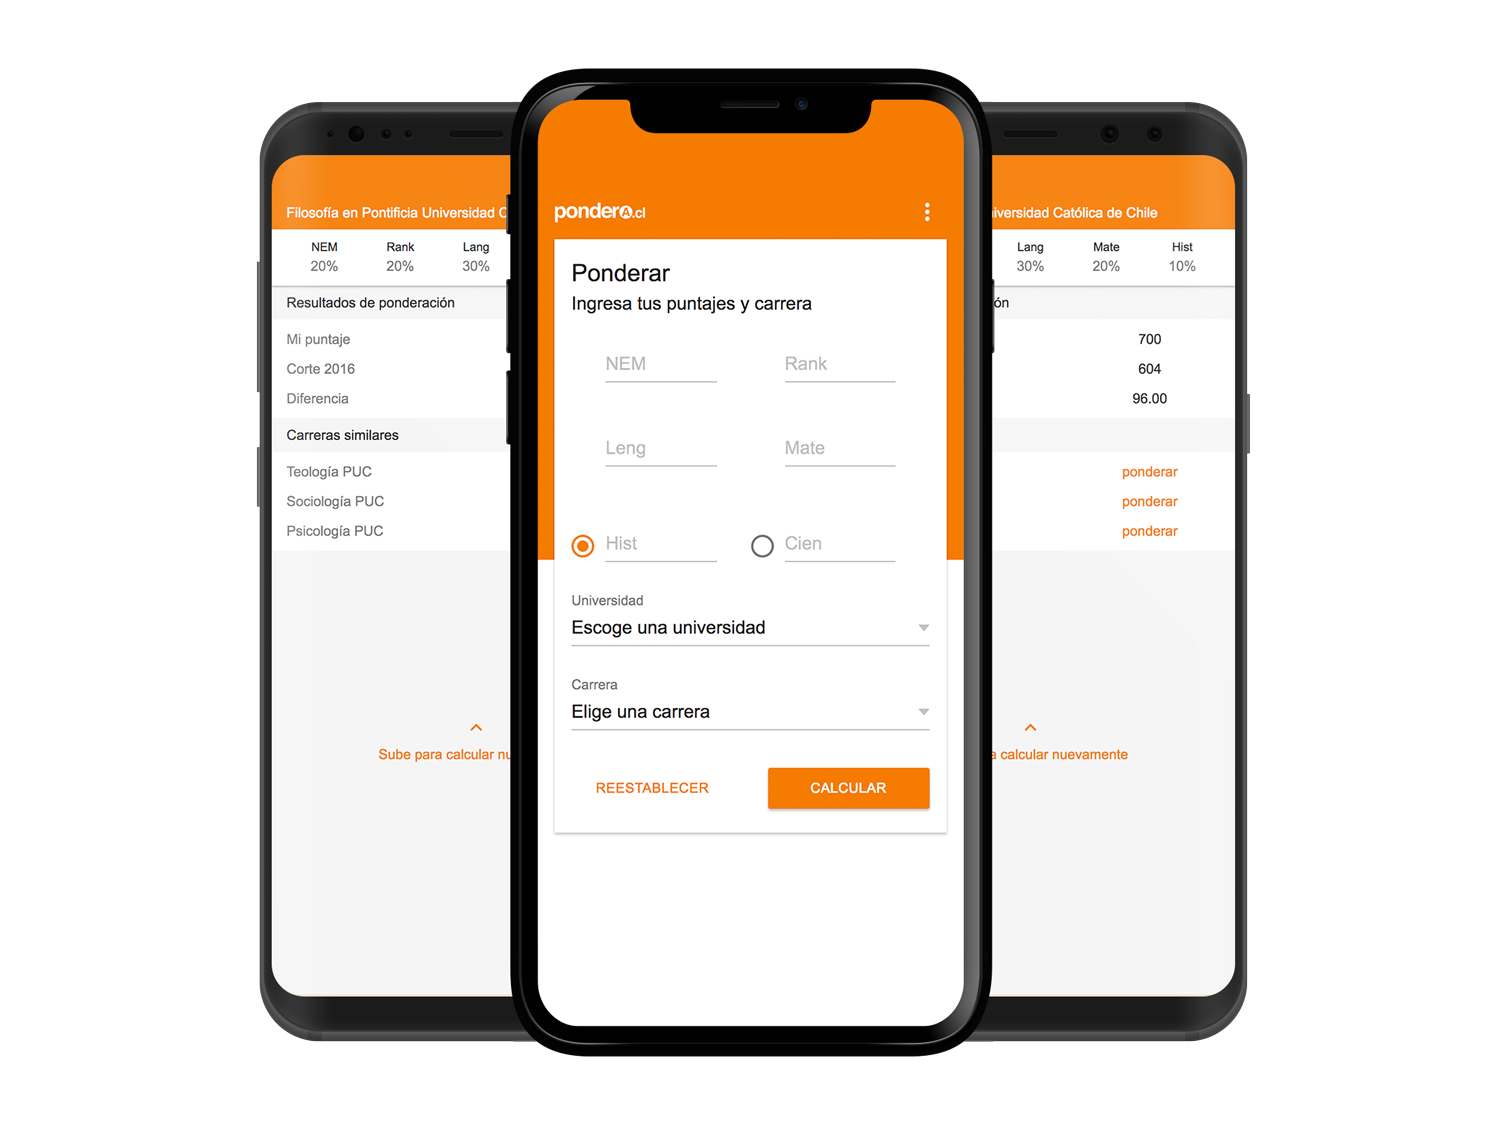 Filosofía en Pontificia Universidad
NEM Rank Lang
20% 20% 30%
Resultados de ponderación
Mi puntaje
Corte 2016
Diferencia
Carreras similares
Teología PUC
Sociología PUC
Psicología PUC
Sube para calcular
ponderA.cl
Ponderar
Ingresa tus puntajes y carrera
NEM Rank
Leng Mate
Hist Cien
Universidad
Escoge una universidad
Carrera
Elige una carrera
REESTABLECER CALCULAR
iversidad Católica de Chile
Lang Mate Hist
30% 20% 10%
ón
700
604
96.00
ponderar
ponderar
ponderar
a calcular nuevamente